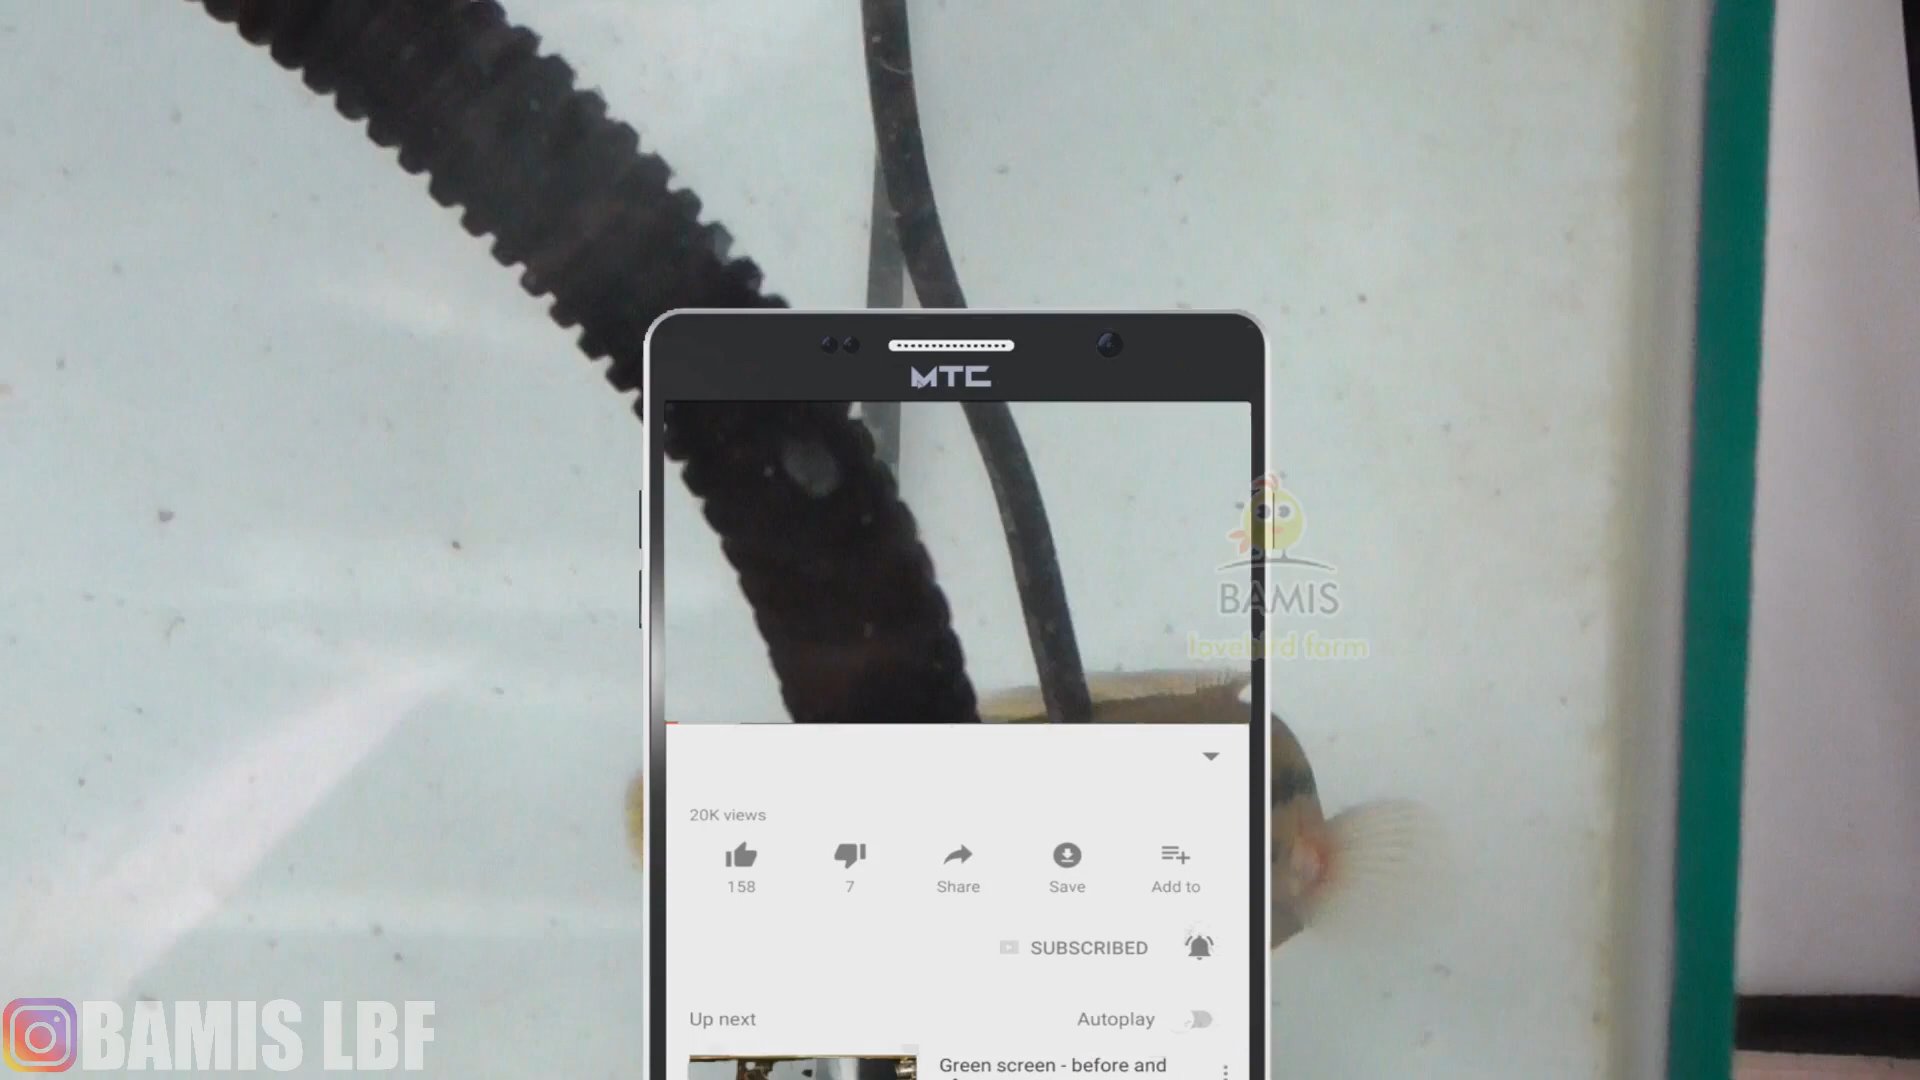 MTC
BAMIS
lovebird farm
20K views
158
7
Share
Save
Add to
SUBSCRIBED
Up next
Autoplay
Green screen - before and
BAMIS LBF